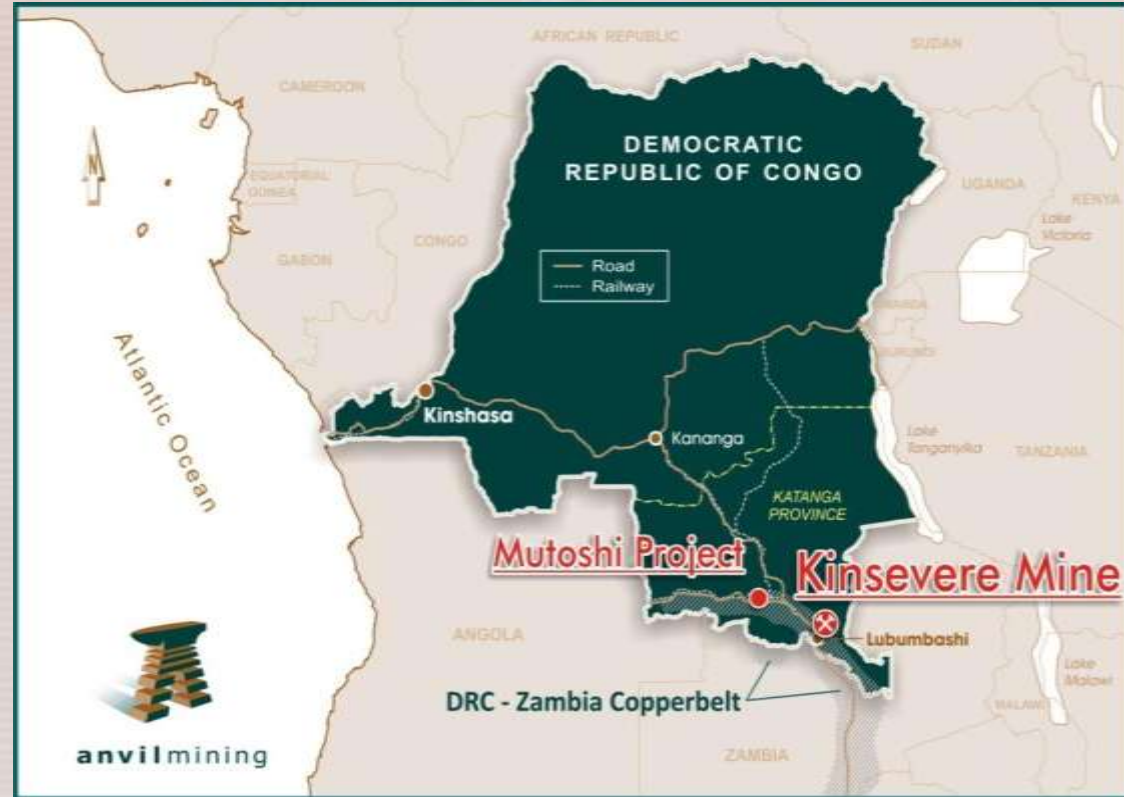 AFRICAN REPUBLIC
SUDAN
CAMEROON
DEMOCRATIC
REPUBLIC OF CONGO
N
EQUATORIAL
GUINEA
UGANDA
KENYA
CONGO
Lake
Victoria
GABON
Road
Railway
BURUNDI
Atlantic Ocean
Kinshasa
Kananga
Lake
Tanganyika
TANZANIA
KATANGA
PROVINCE
Mutoshi Project
Kinsevere Mine
ANGOLA
Lubumbashi
Lake
Malawi
DRC - Zambia Copperbelt
MALAWI
ZAMBIA
anvilmining